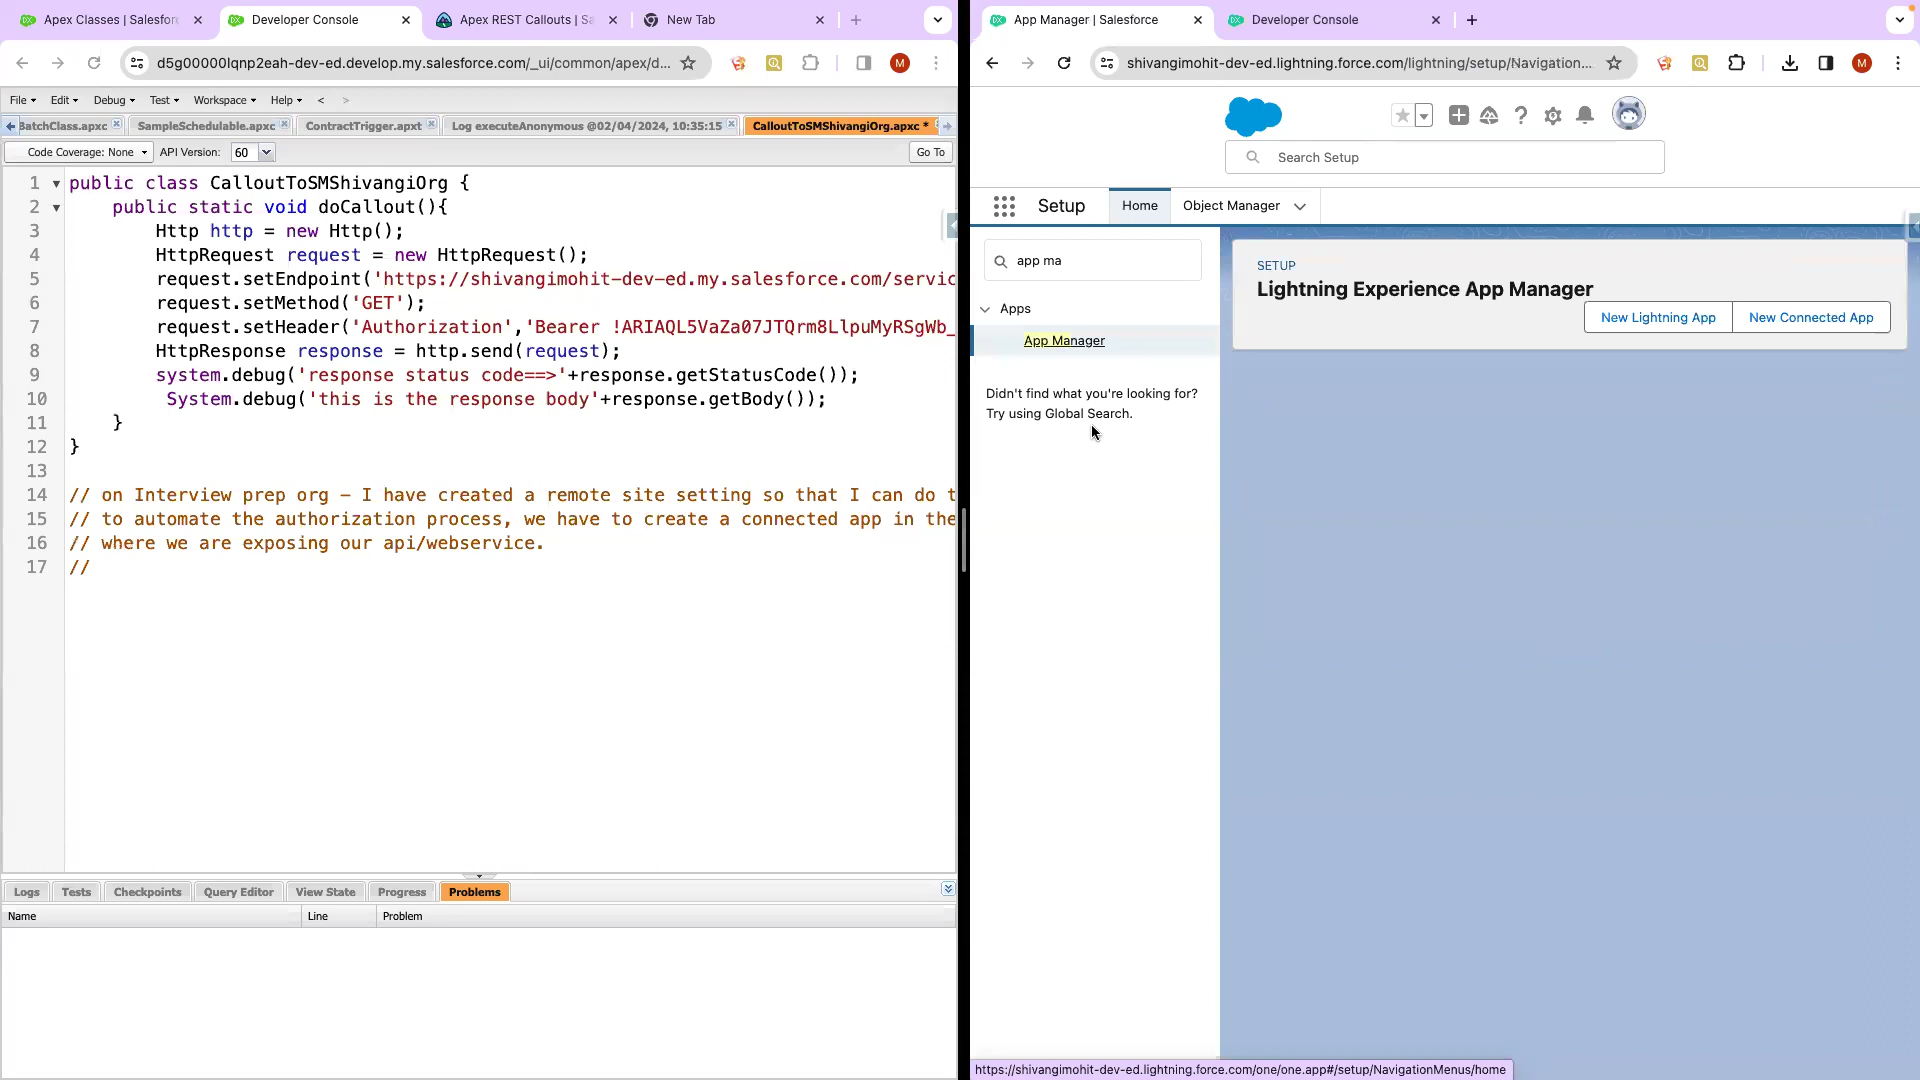 Apex Classes | Salesforc
Developer Console
Apex REST Callouts | Sa
New Tab
d5g00000lqnp2eah-dev-ed.develop.my.salesforce.com/_ui/common/apex/d...
M
File
Edit
Debug
Test
Workspace
Help
<
>
BatchClass.apxc
SampleSchedulable.apxc
ContractTrigger.apxt
Log executeAnonymous @02/04/2024, 10:35:15
CalloutToSMShivangiOrg.apxc *
Code Coverage: None
API Version:
60
Go To
1 public class CalloutToSMShivangiOrg {
2 public static void doCallout(){
3 Http http = new Http();
4 HttpRequest request = new HttpRequest();
5 request.setEndpoint('https://shivangimohit-dev-ed.my.salesforce.com/servic
6 request.setMethod('GET');
7 request.setHeader('Authorization','Bearer !ARIAQL5VaZa07JTQrm8LlpuMyRSgWb_
8 HttpResponse response = http.send(request);
9 system.debug('response status code==>'+response.getStatusCode());
10 System.debug('this is the response body'+response.getBody());
11 }
12 }
13
14 // on Interview prep org – I have created a remote site setting so that I can do t
15 // to automate the authorization process, we have to create a connected app in the
16 // where we are exposing our api/webservice.
17 //
Logs
Tests
Checkpoints
Query Editor
View State
Progress
Problems
Name
Line
Problem
App Manager | Salesforce
Developer Console
shivangimohit-dev-ed.lightning.force.com/lightning/setup/Navigation...
M
Search Setup
Setup
Home
Object Manager
app ma
Apps
App Manager
Didn't find what you're looking for?
Try using Global Search.
SETUP
Lightning Experience App Manager
New Lightning App
New Connected App
https://shivangimohit-dev-ed.lightning.force.com/one/one.app#/setup/NavigationMenus/home